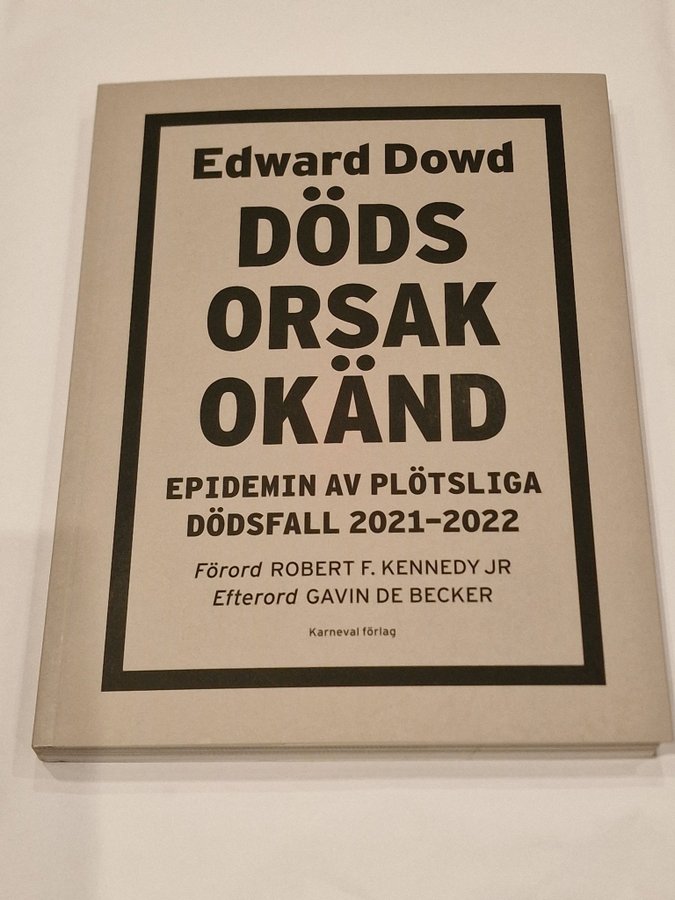 Edward Dowd
DÖDS
ORSAK
OKÄND
EPIDEMIN AV PLÖTSLIGA
DÖDSFALL 2021–2022
Förord ROBERT F. KENNEDY JR
Efterord GAVIN DE BECKER
Karneval förlag